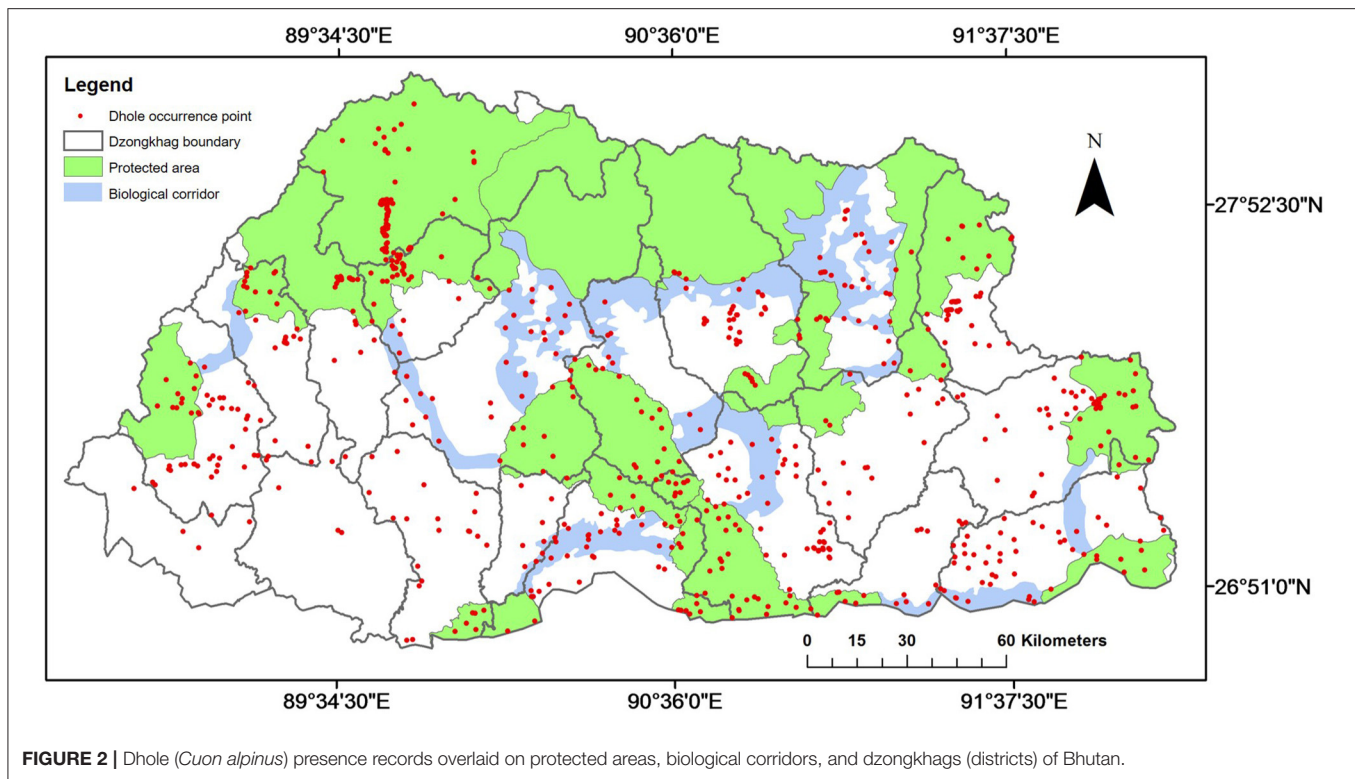 89°34'30"E 90°36'0"E 91°37'30"E
Legend
Dhole occurrence point
Dzongkhag boundary
Protected area
Biological corridor
N
27°52'30"N
26°51'0"N
0 15 30 60 Kilometers
89°34'30"E 90°36'0"E 91°37'30"E
FIGURE 2 | Dhole (Cuon alpinus) presence records overlaid on protected areas, biological corridors, and dzongkhags (districts) of Bhutan.